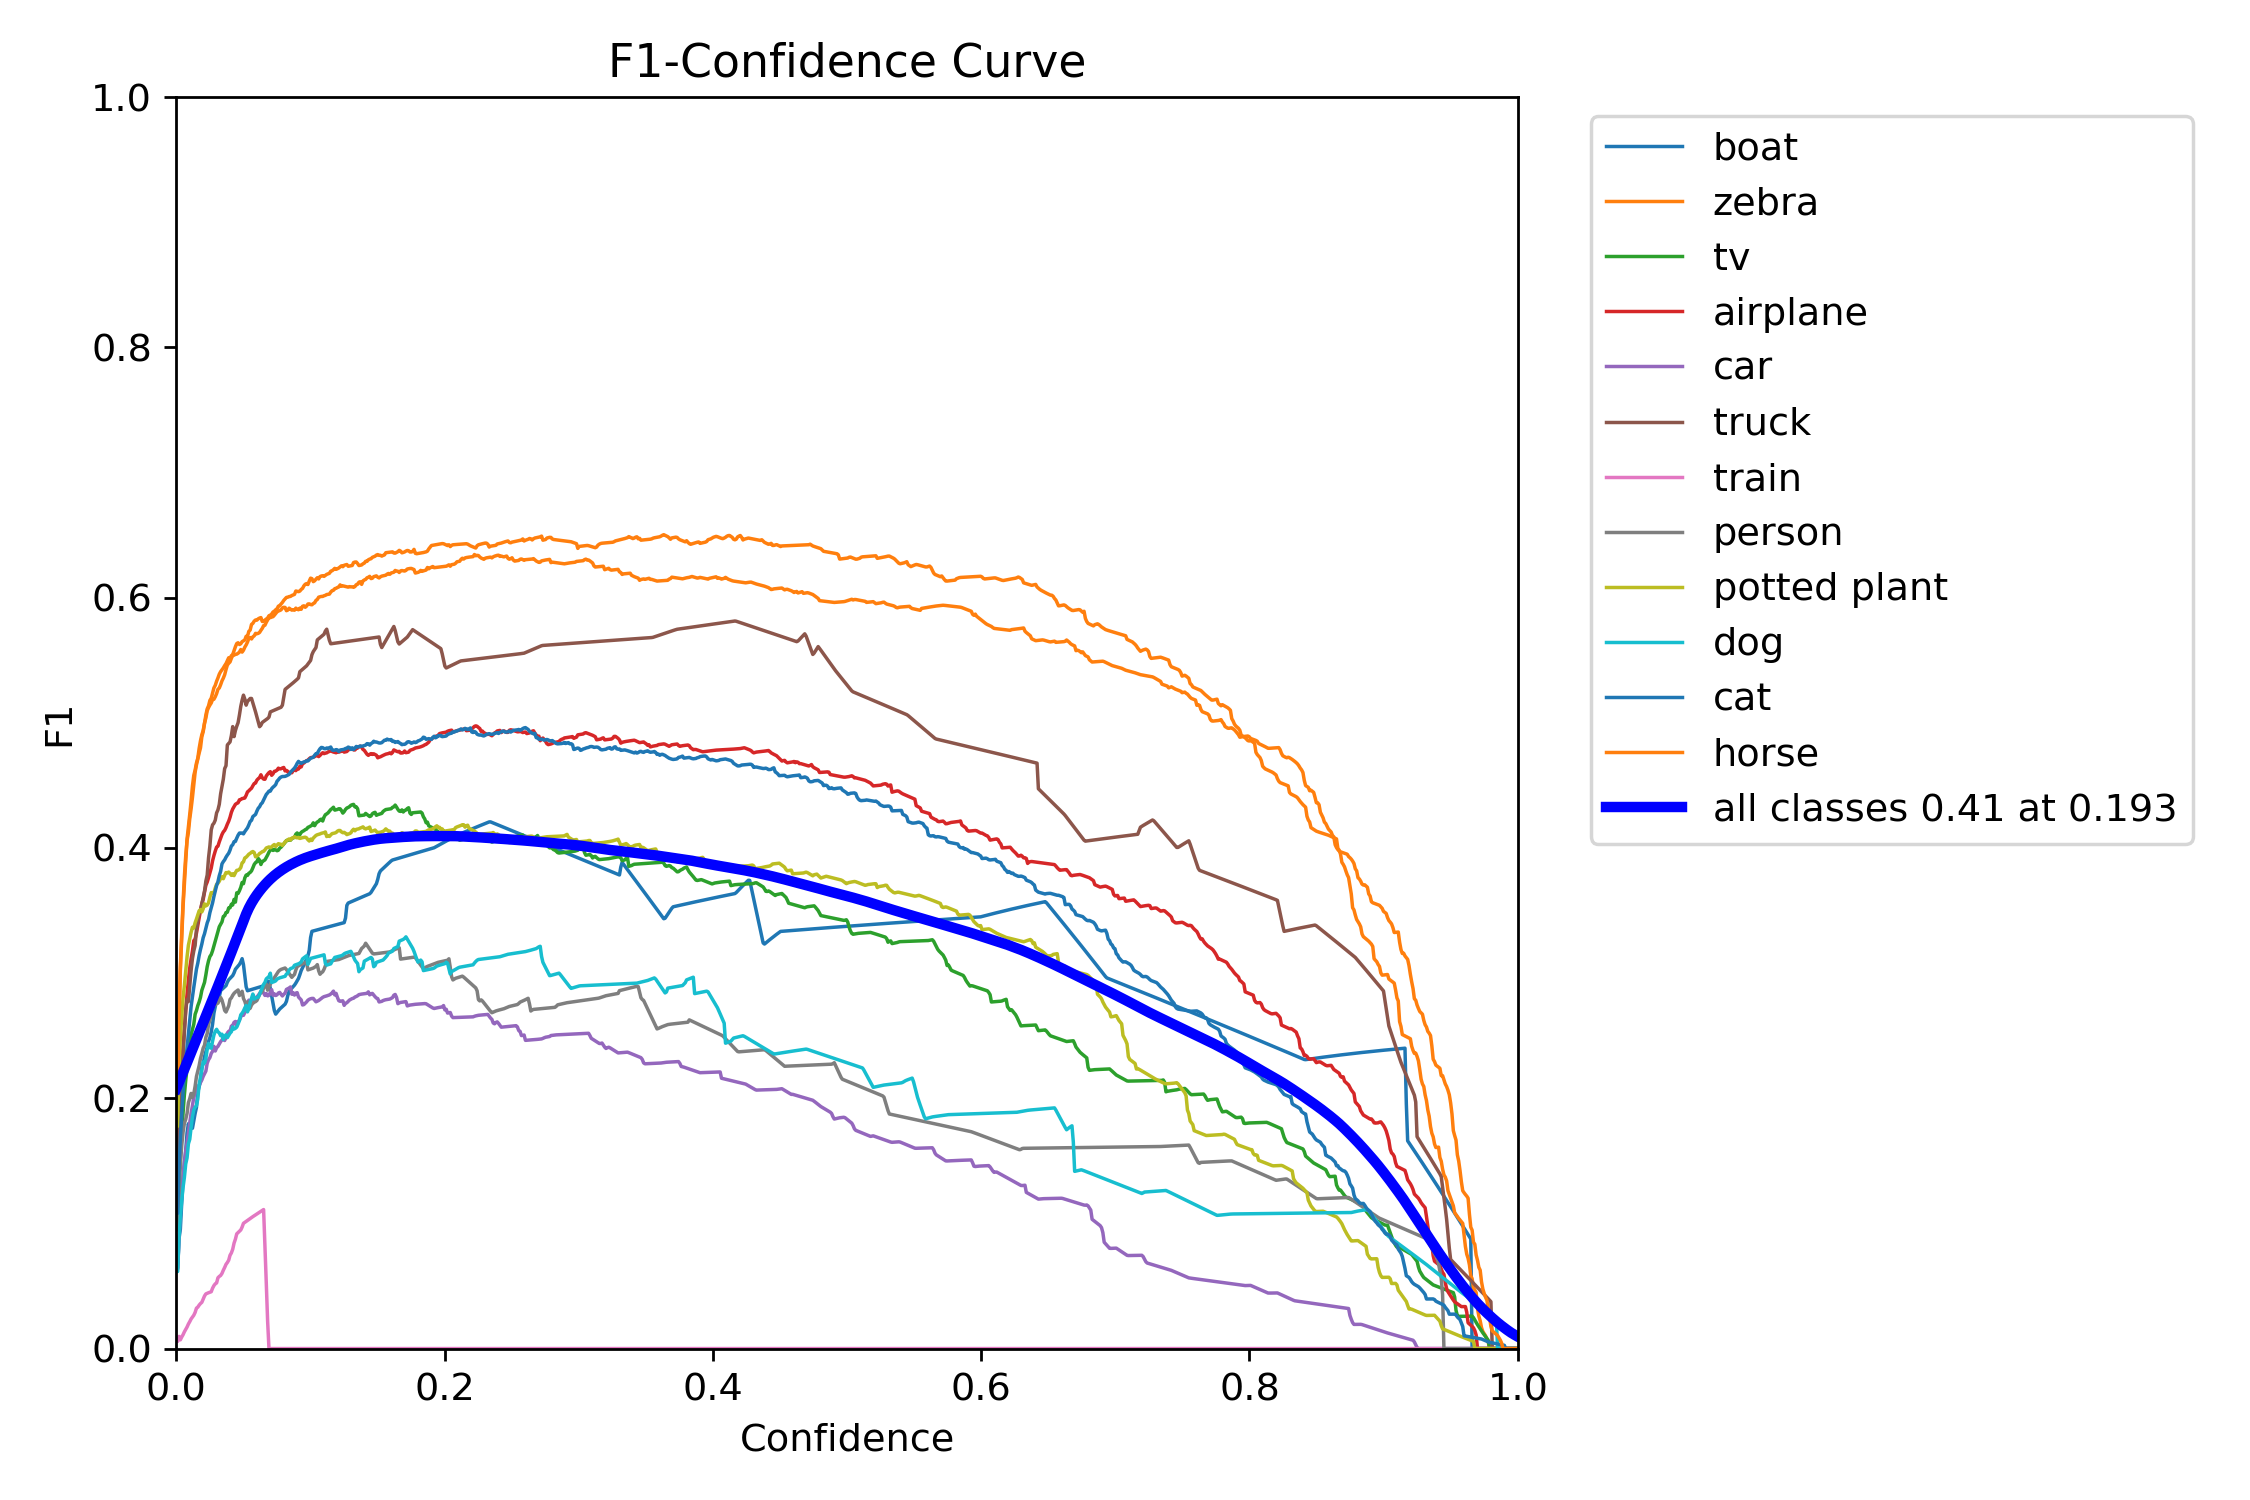 F1-Confidence Curve
1.0
0.8
0.6
0.4
0.2
0.0
F1
0.0 0.2 0.4 0.6 0.8 1.0
Confidence
boat
zebra
tv
airplane
car
truck
train
person
potted plant
dog
cat
horse
all classes 0.41 at 0.193